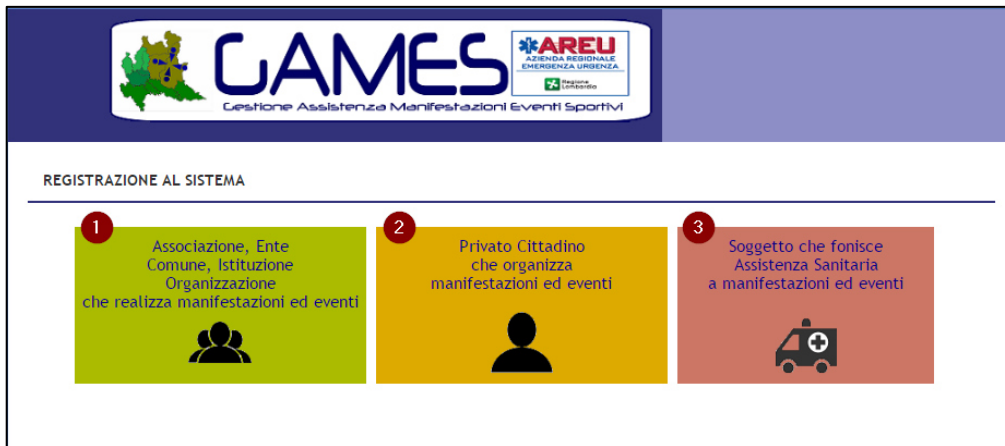 GAMES
AREU
AZIENDA REGIONALE
EMERGENZA URGENZA
Regione
Lombardia
Gestione Assistenza Manifestazioni Eventi Sportivi
REGISTRAZIONE AL SISTEMA
1
Associazione, Ente
Comune, Istituzione
Organizzazione
che realizza manifestazioni ed eventi
2
Privato Cittadino
che organizza
manifestazioni ed eventi
3
Soggetto che fonisce
Assistenza Sanitaria
a manifestazioni ed eventi